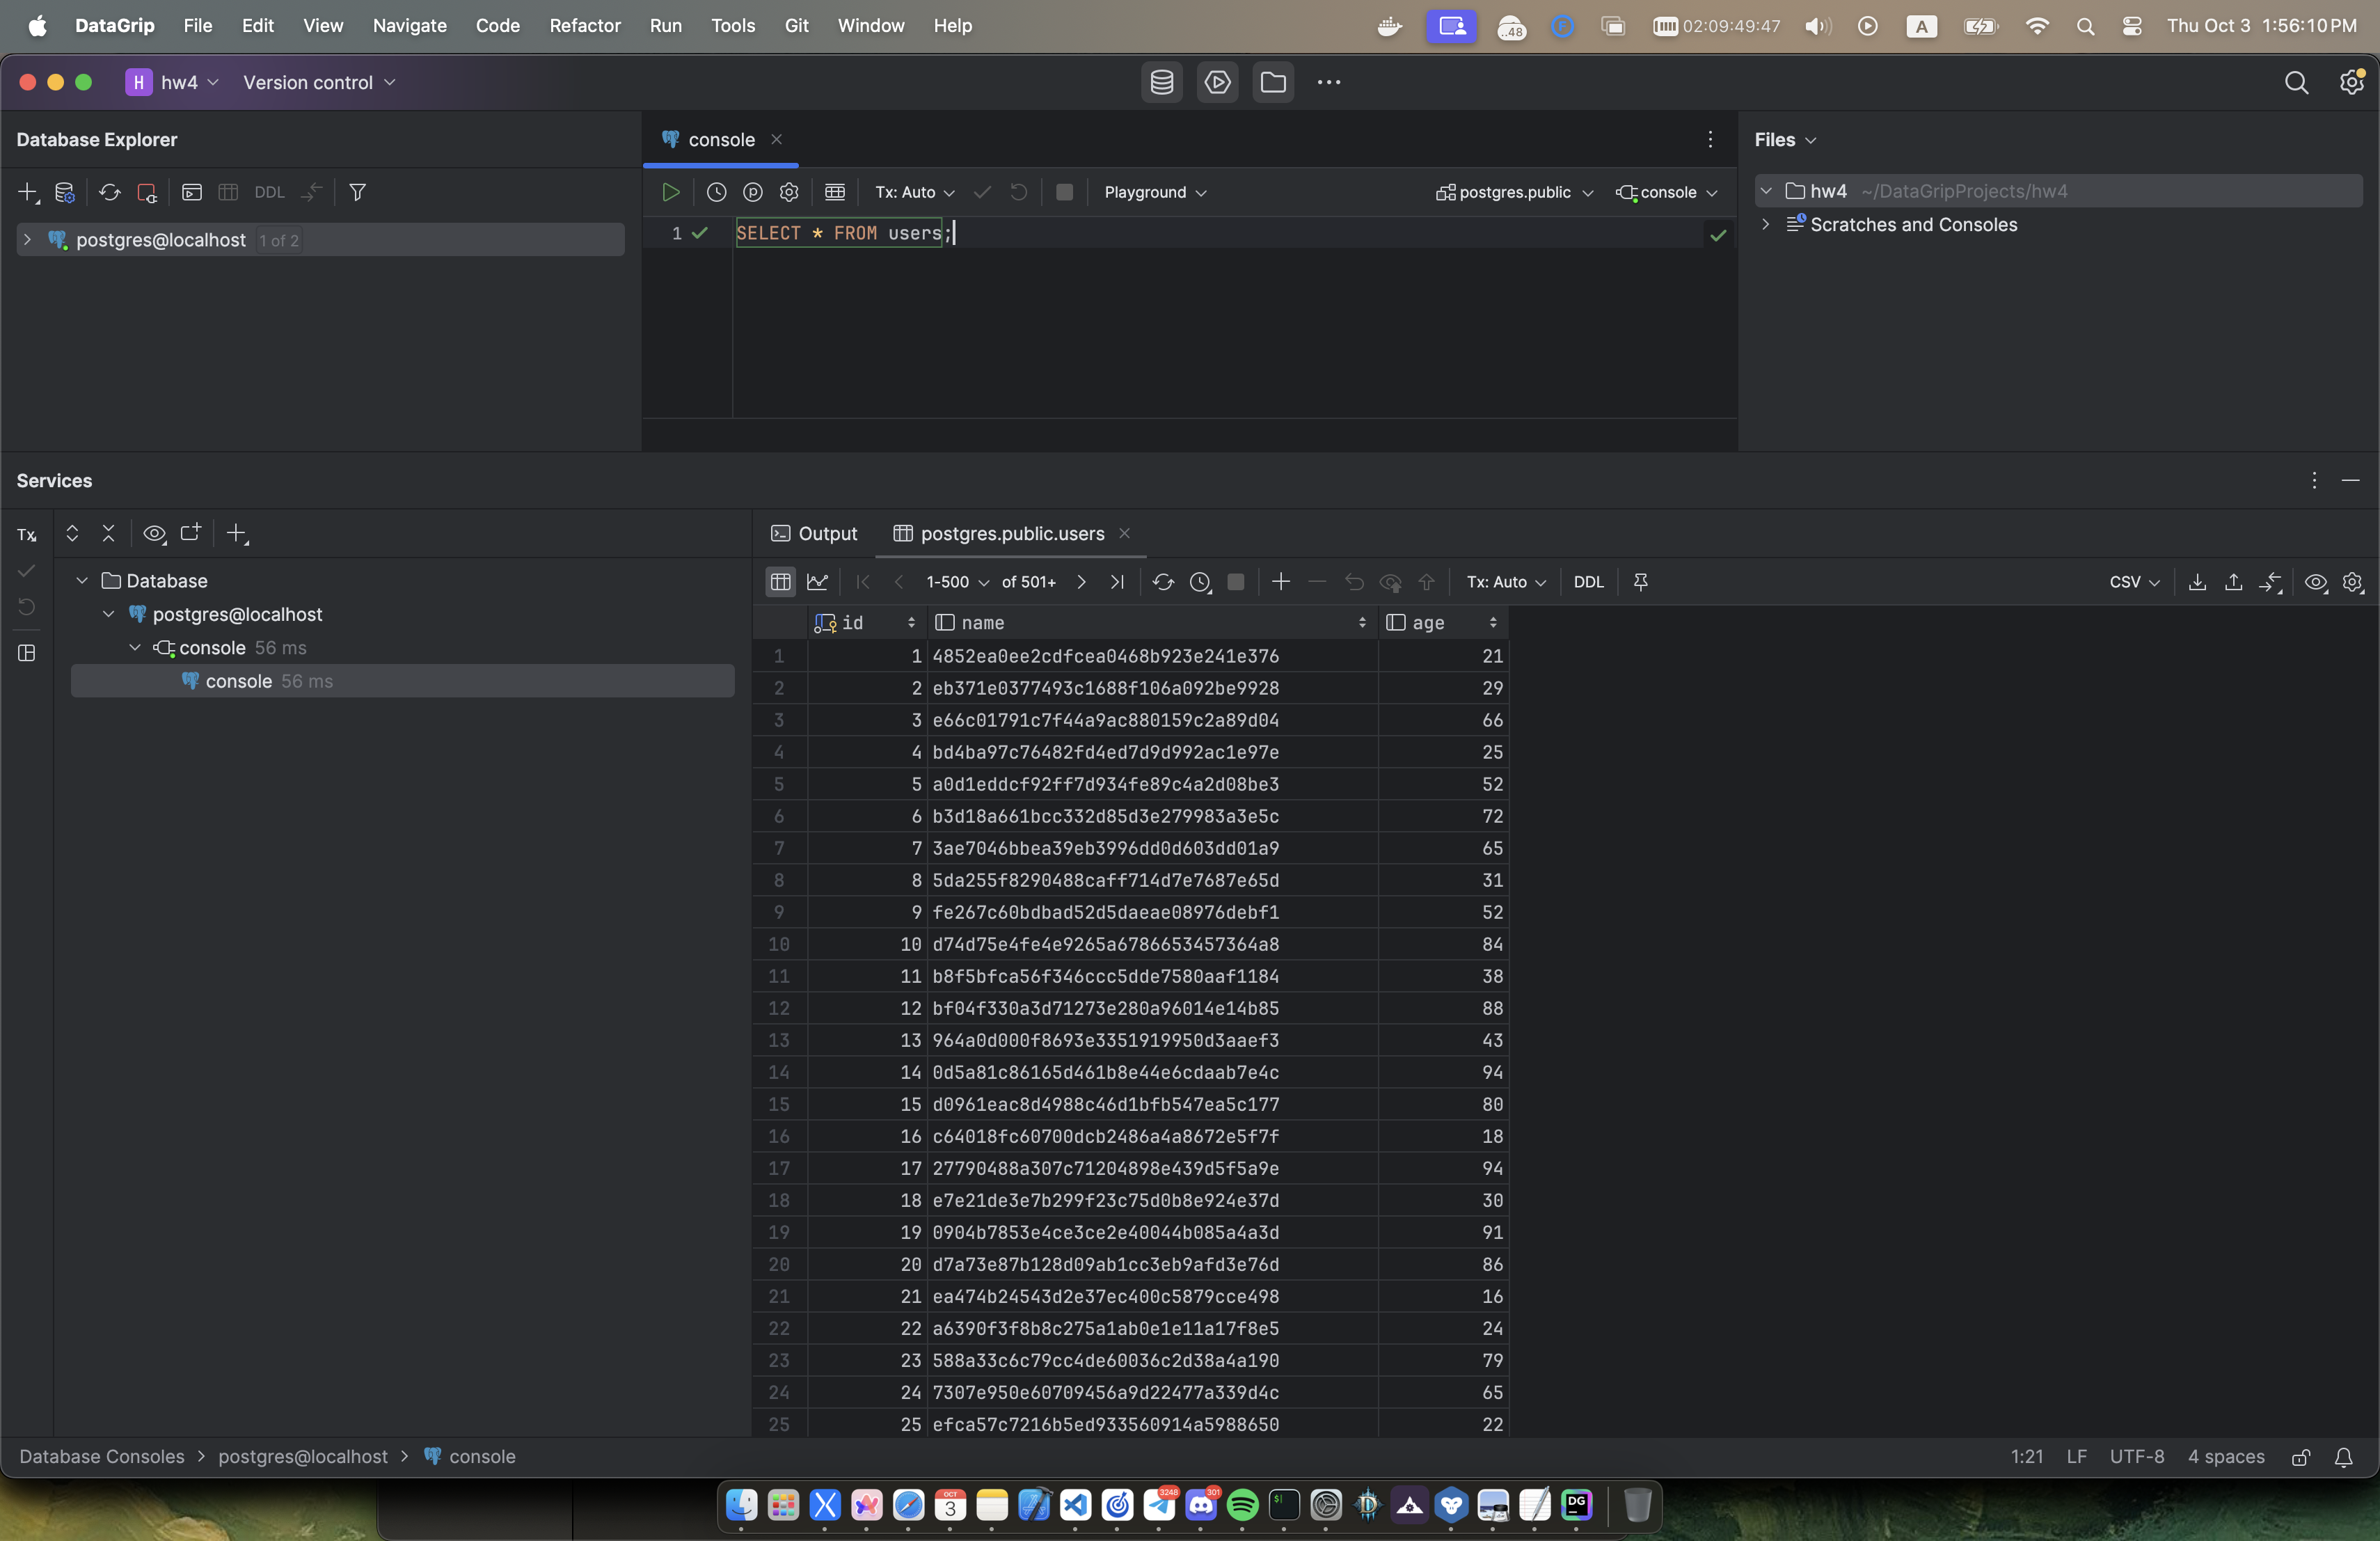 DataGrip File Edit View Navigate Code Refactor Run Tools Git Window Help ..48 02:09:49:47 A Thu Oct 3 1:56:10 PM
H hw4 Version control
Database Explorer
console
Files
DDL
Tx: Auto Playground postgres.public console
hw4 ~/DataGripProjects/hw4
postgres@localhost 1 of 2
1 SELECT * FROM users;
Scratches and Consoles
Services
Tx
Output postgres.public.users
Database
1-500 of 501+ Tx: Auto DDL CSV
postgres@localhost
console 56 ms
console 56 ms
id name age
1 1 4852ea0ee2cdfcea0468b923e241e376 21
2 2 eb371e0377493c1688f106a092be9928 29
3 3 e66c01791c7f44a9ac880159c2a89d04 66
4 4 bd4ba97c76482fd4ed7d9d992ac1e97e 25
5 5 a0d1eddcf92ff7d934fe89c4a2d08be3 52
6 6 b3d18a661bcc332d85d3e279983a3e5c 72
7 7 3ae7046bbea39eb3996dd0d603dd01a9 65
8 8 5da255f8290488caff714d7e7687e65d 31
9 9 fe267c60bdbad52d5daeae08976debf1 52
10 10 d74d75e4fe4e9265a6786653457364a8 84
11 11 b8f5bfca56f346ccc5dde7580aaf1184 38
12 12 bf04f330a3d71273e280a96014e14b85 88
13 13 964a0d000f8693e3351919950d3aaef3 43
14 14 0d5a81c86165d461b8e44e6cdaab7e4c 94
15 15 d0961eac8d4988c46d1bfb547ea5c177 80
16 16 c64018fc60700dcb2486a4a8672e5f7f 18
17 17 27790488a307c71204898e439d5f5a9e 94
18 18 e7e21de3e7b299f23c75d0b8e924e37d 30
19 19 0904b7853e4ce3ce2e40044b085a4a3d 91
20 20 d7a73e87b128d09ab1cc3eb9afd3e76d 86
21 21 ea474b24543d2e37ec400c5879cce498 16
22 22 a6390f3f8b8c275a1ab0e1e11a17f8e5 24
23 23 588a33c6c79cc4de60036c2d38a4a190 79
24 24 7307e950e60709456a9d22477a339d4c 65
25 25 efca57c7216b5ed933560914a5988650 22
Database Consoles > postgres@localhost > console 1:21 LF UTF-8 4 spaces
OCT 3 3248 301 $ DG